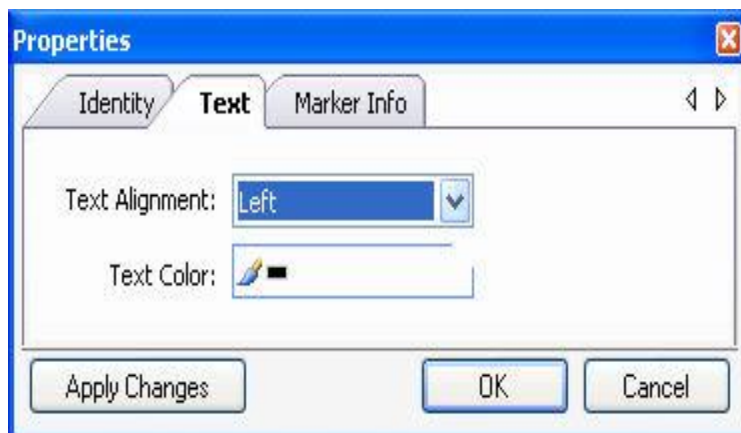 Properties
Identity Text Marker Info
Text Alignment: Left
Text Color:
Apply Changes OK Cancel